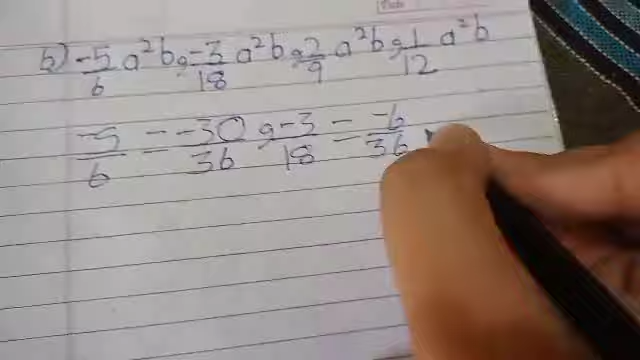 b) -5/6 a²b, -3/18 a²b, 2/9 a²b, 1/12 a²b
-5/6 = -30/36, -3/18 = -6/36